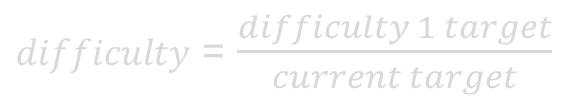 difficulty = difficulty 1 target / current target